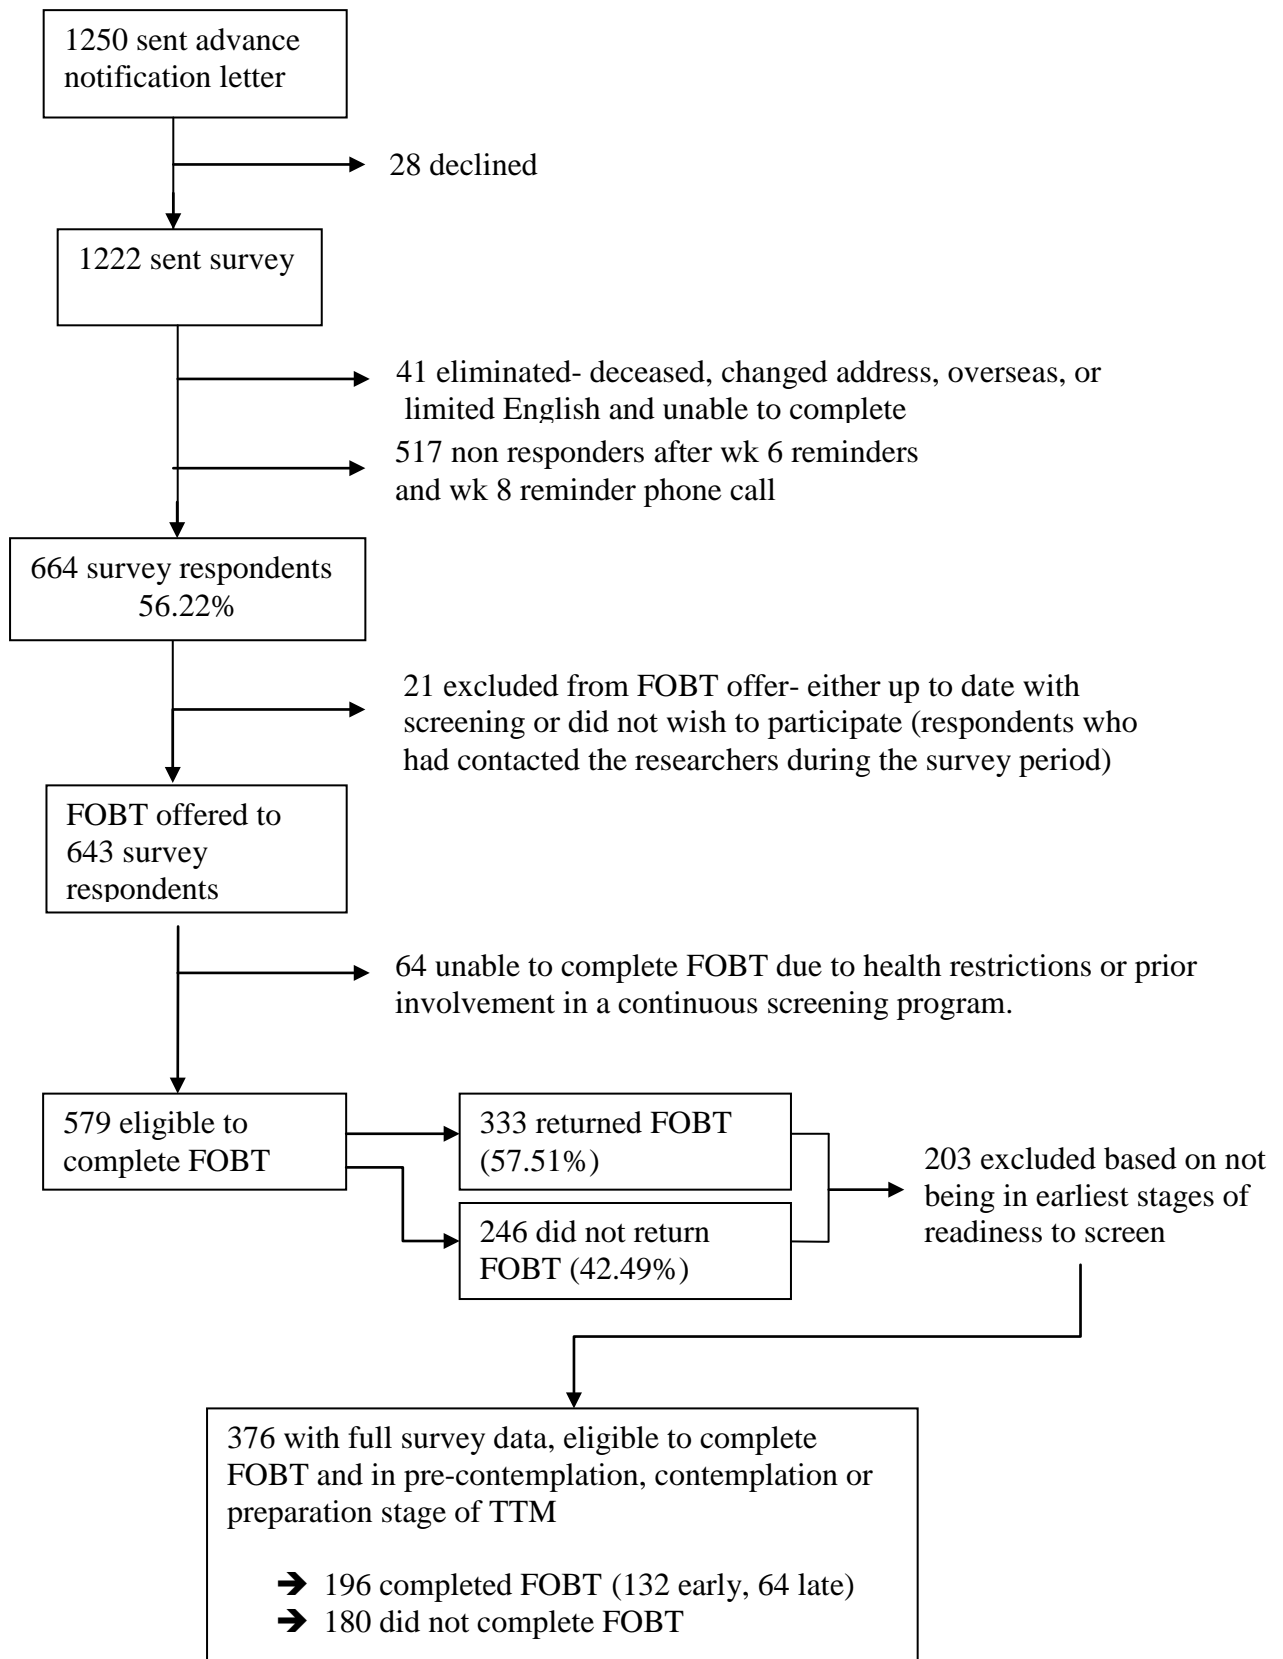 1250 sent advance
notification letter
28 declined
1222 sent survey
41 eliminated- deceased, changed address, overseas, or
limited English and unable to complete
517 non responders after wk 6 reminders
and wk 8 reminder phone call
664 survey respondents
56.22%
21 excluded from FOBT offer- either up to date with
screening or did not wish to participate (respondents who
had contacted the researchers during the survey period)
FOBT offered to
643 survey
respondents
64 unable to complete FOBT due to health restrictions or prior
involvement in a continuous screening program.
579 eligible to
complete FOBT
333 returned FOBT
(57.51%)
246 did not return
FOBT (42.49%)
203 excluded based on not
being in earliest stages of
readiness to screen
376 with full survey data, eligible to complete
FOBT and in pre-contemplation, contemplation or
preparation stage of TTM
➔ 196 completed FOBT (132 early, 64 late)
➔ 180 did not complete FOBT